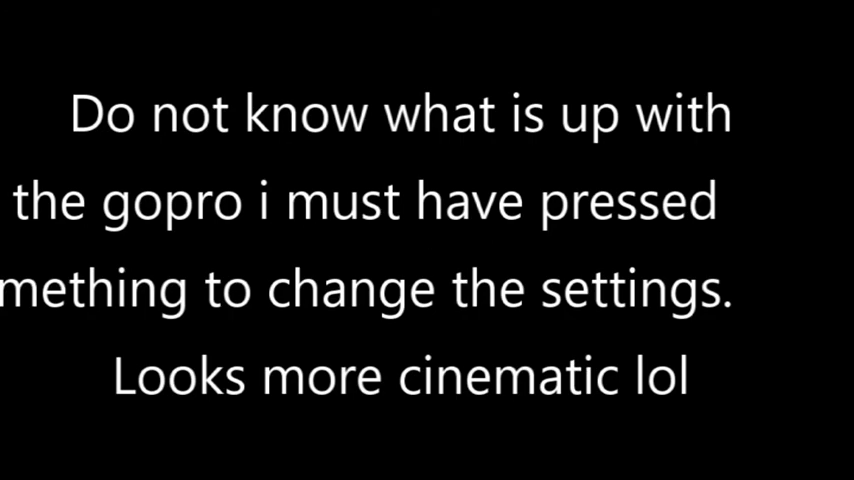 Do not know what is up with
the gopro i must have pressed
mething to change the settings.
Looks more cinematic lol